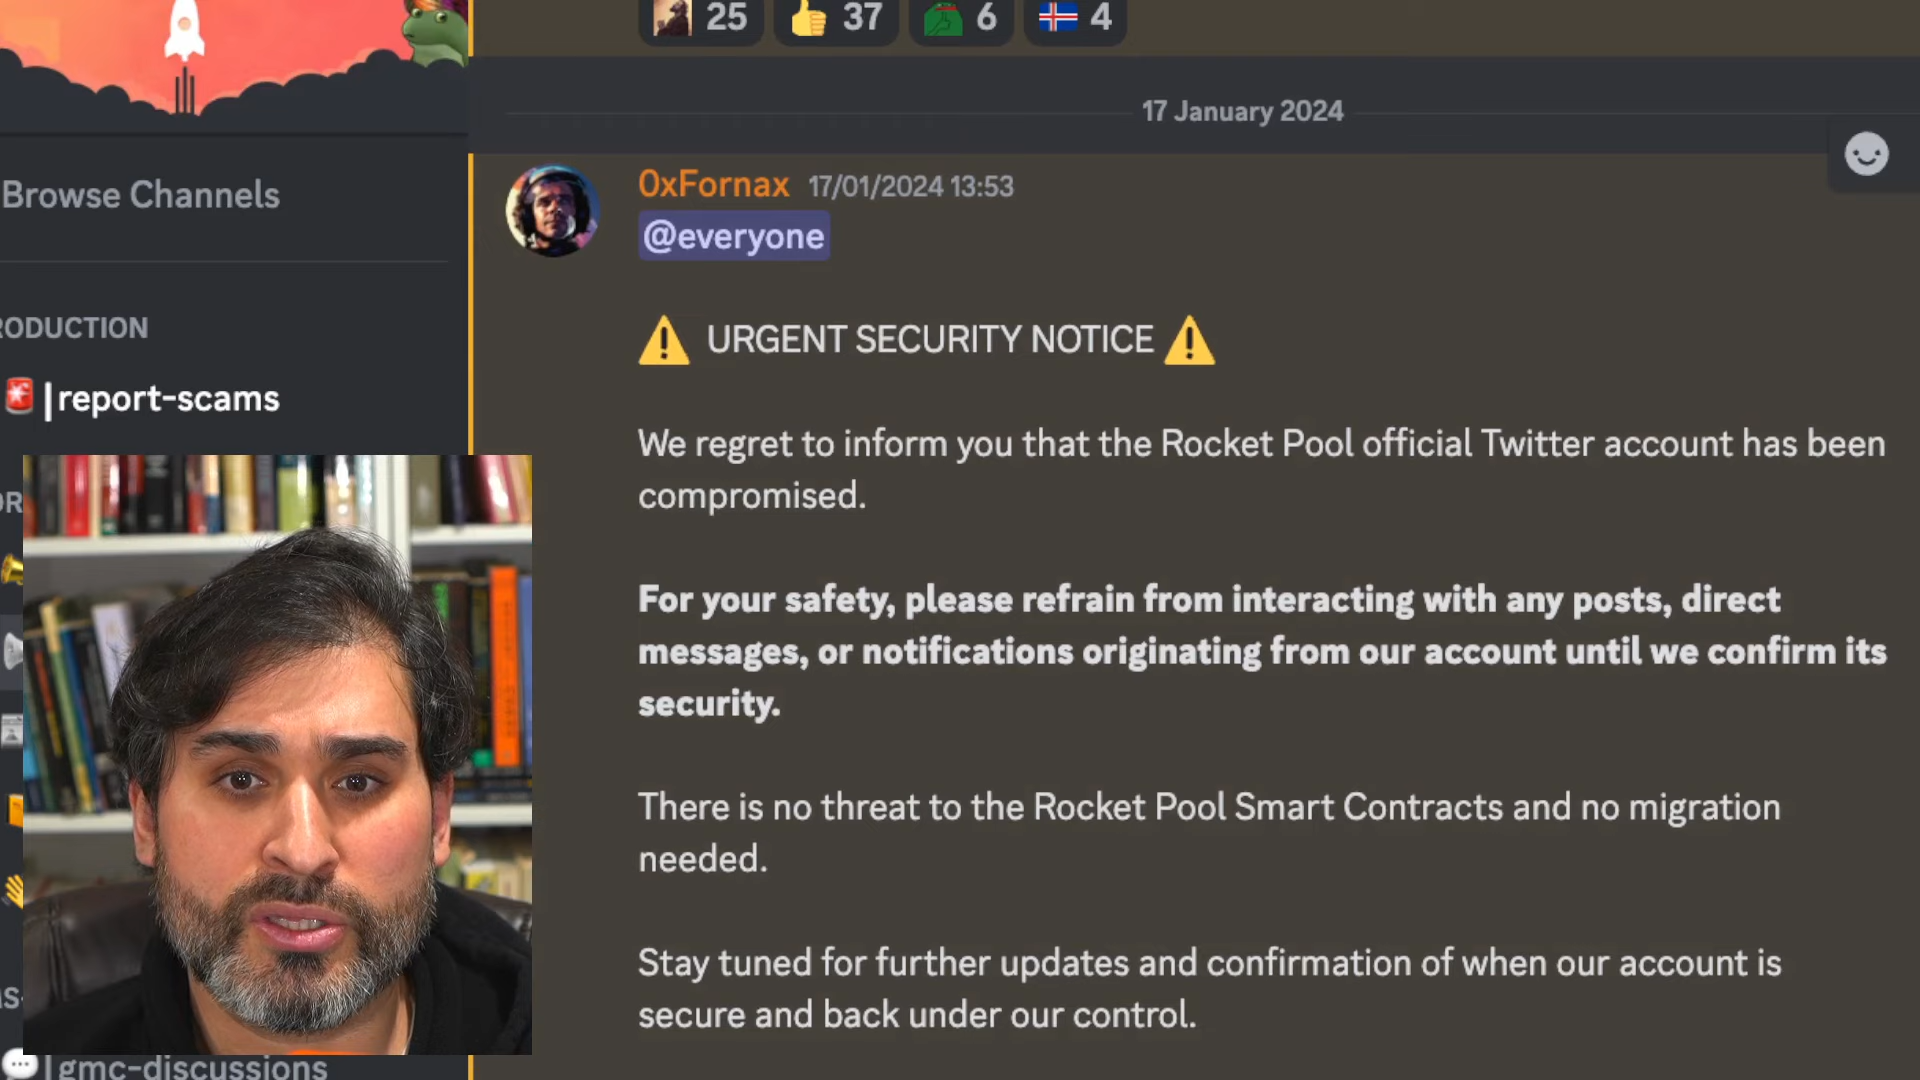 25 37 6 4
17 January 2024
Browse Channels
RODUCTION
|report-scams
0xFornax 17/01/2024 13:53
@everyone
URGENT SECURITY NOTICE
We regret to inform you that the Rocket Pool official Twitter account has been
compromised.
For your safety, please refrain from interacting with any posts, direct
messages, or notifications originating from our account until we confirm its
security.
There is no threat to the Rocket Pool Smart Contracts and no migration
needed.
Stay tuned for further updates and confirmation of when our account is
secure and back under our control.
|gmc-discussions